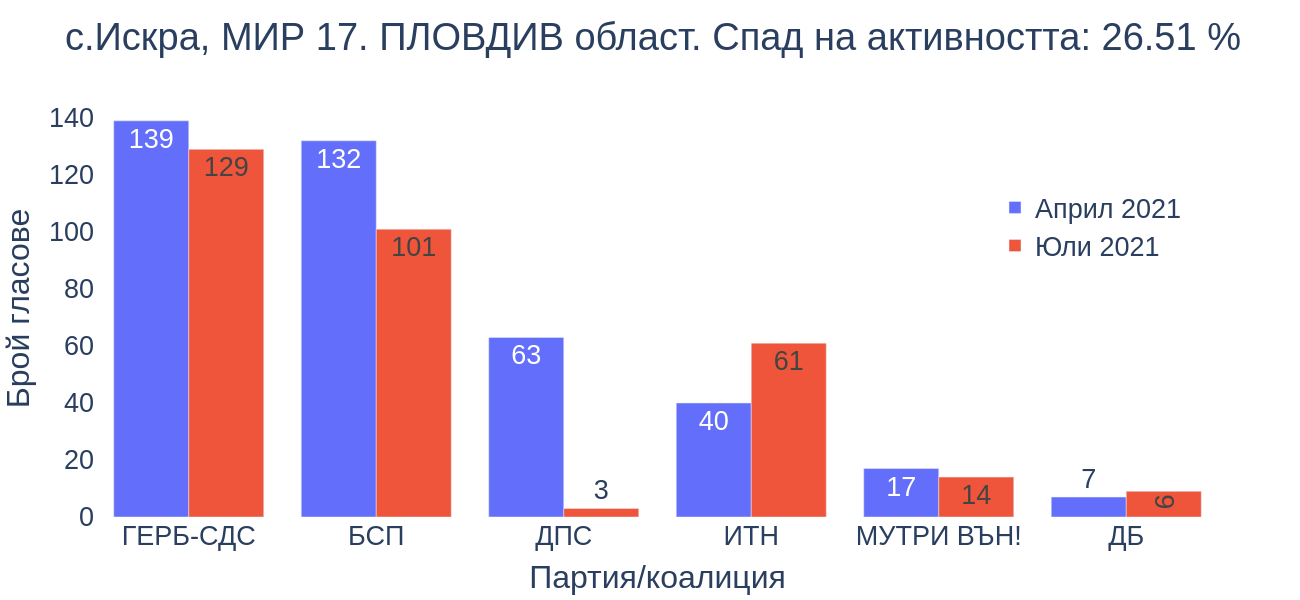 с.Искра, МИР 17. ПЛОВДИВ област. Спад на активността: 26.51 %
Брой гласове
140
120
100
80
60
40
20
0
139
129
132
101
63
3
40
61
17
14
7
9
Април 2021
Юли 2021
ГЕРБ-СДС
БСП
ДПС
ИТН
МУТРИ ВЪН!
ДБ
Партия/коалиция